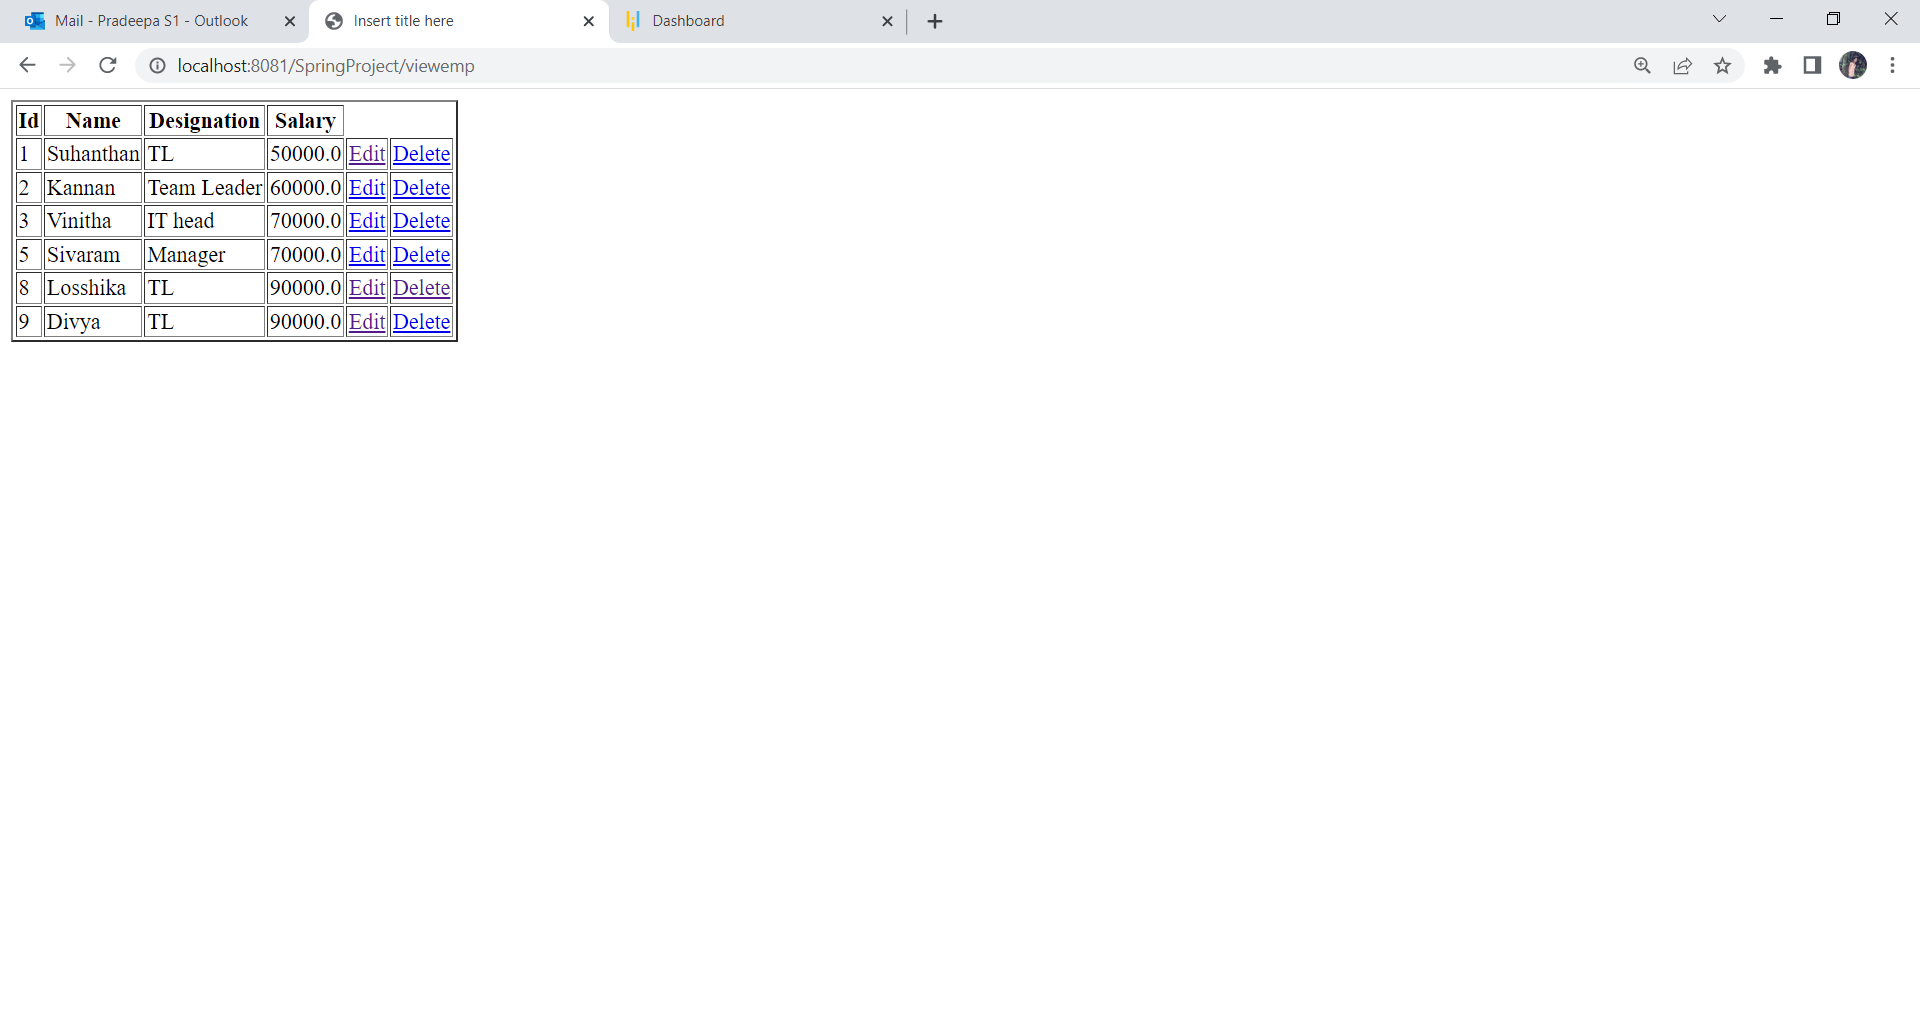 Mail - Pradeepa S1 - Outlook Insert title here Dashboard
localhost:8081/SpringProject/viewemp
Id Name Designation Salary
1 Suhanthan TL 50000.0 Edit Delete
2 Kannan Team Leader 60000.0 Edit Delete
3 Vinitha IT head 70000.0 Edit Delete
5 Sivaram Manager 70000.0 Edit Delete
8 Losshika TL 90000.0 Edit Delete
9 Divya TL 90000.0 Edit Delete